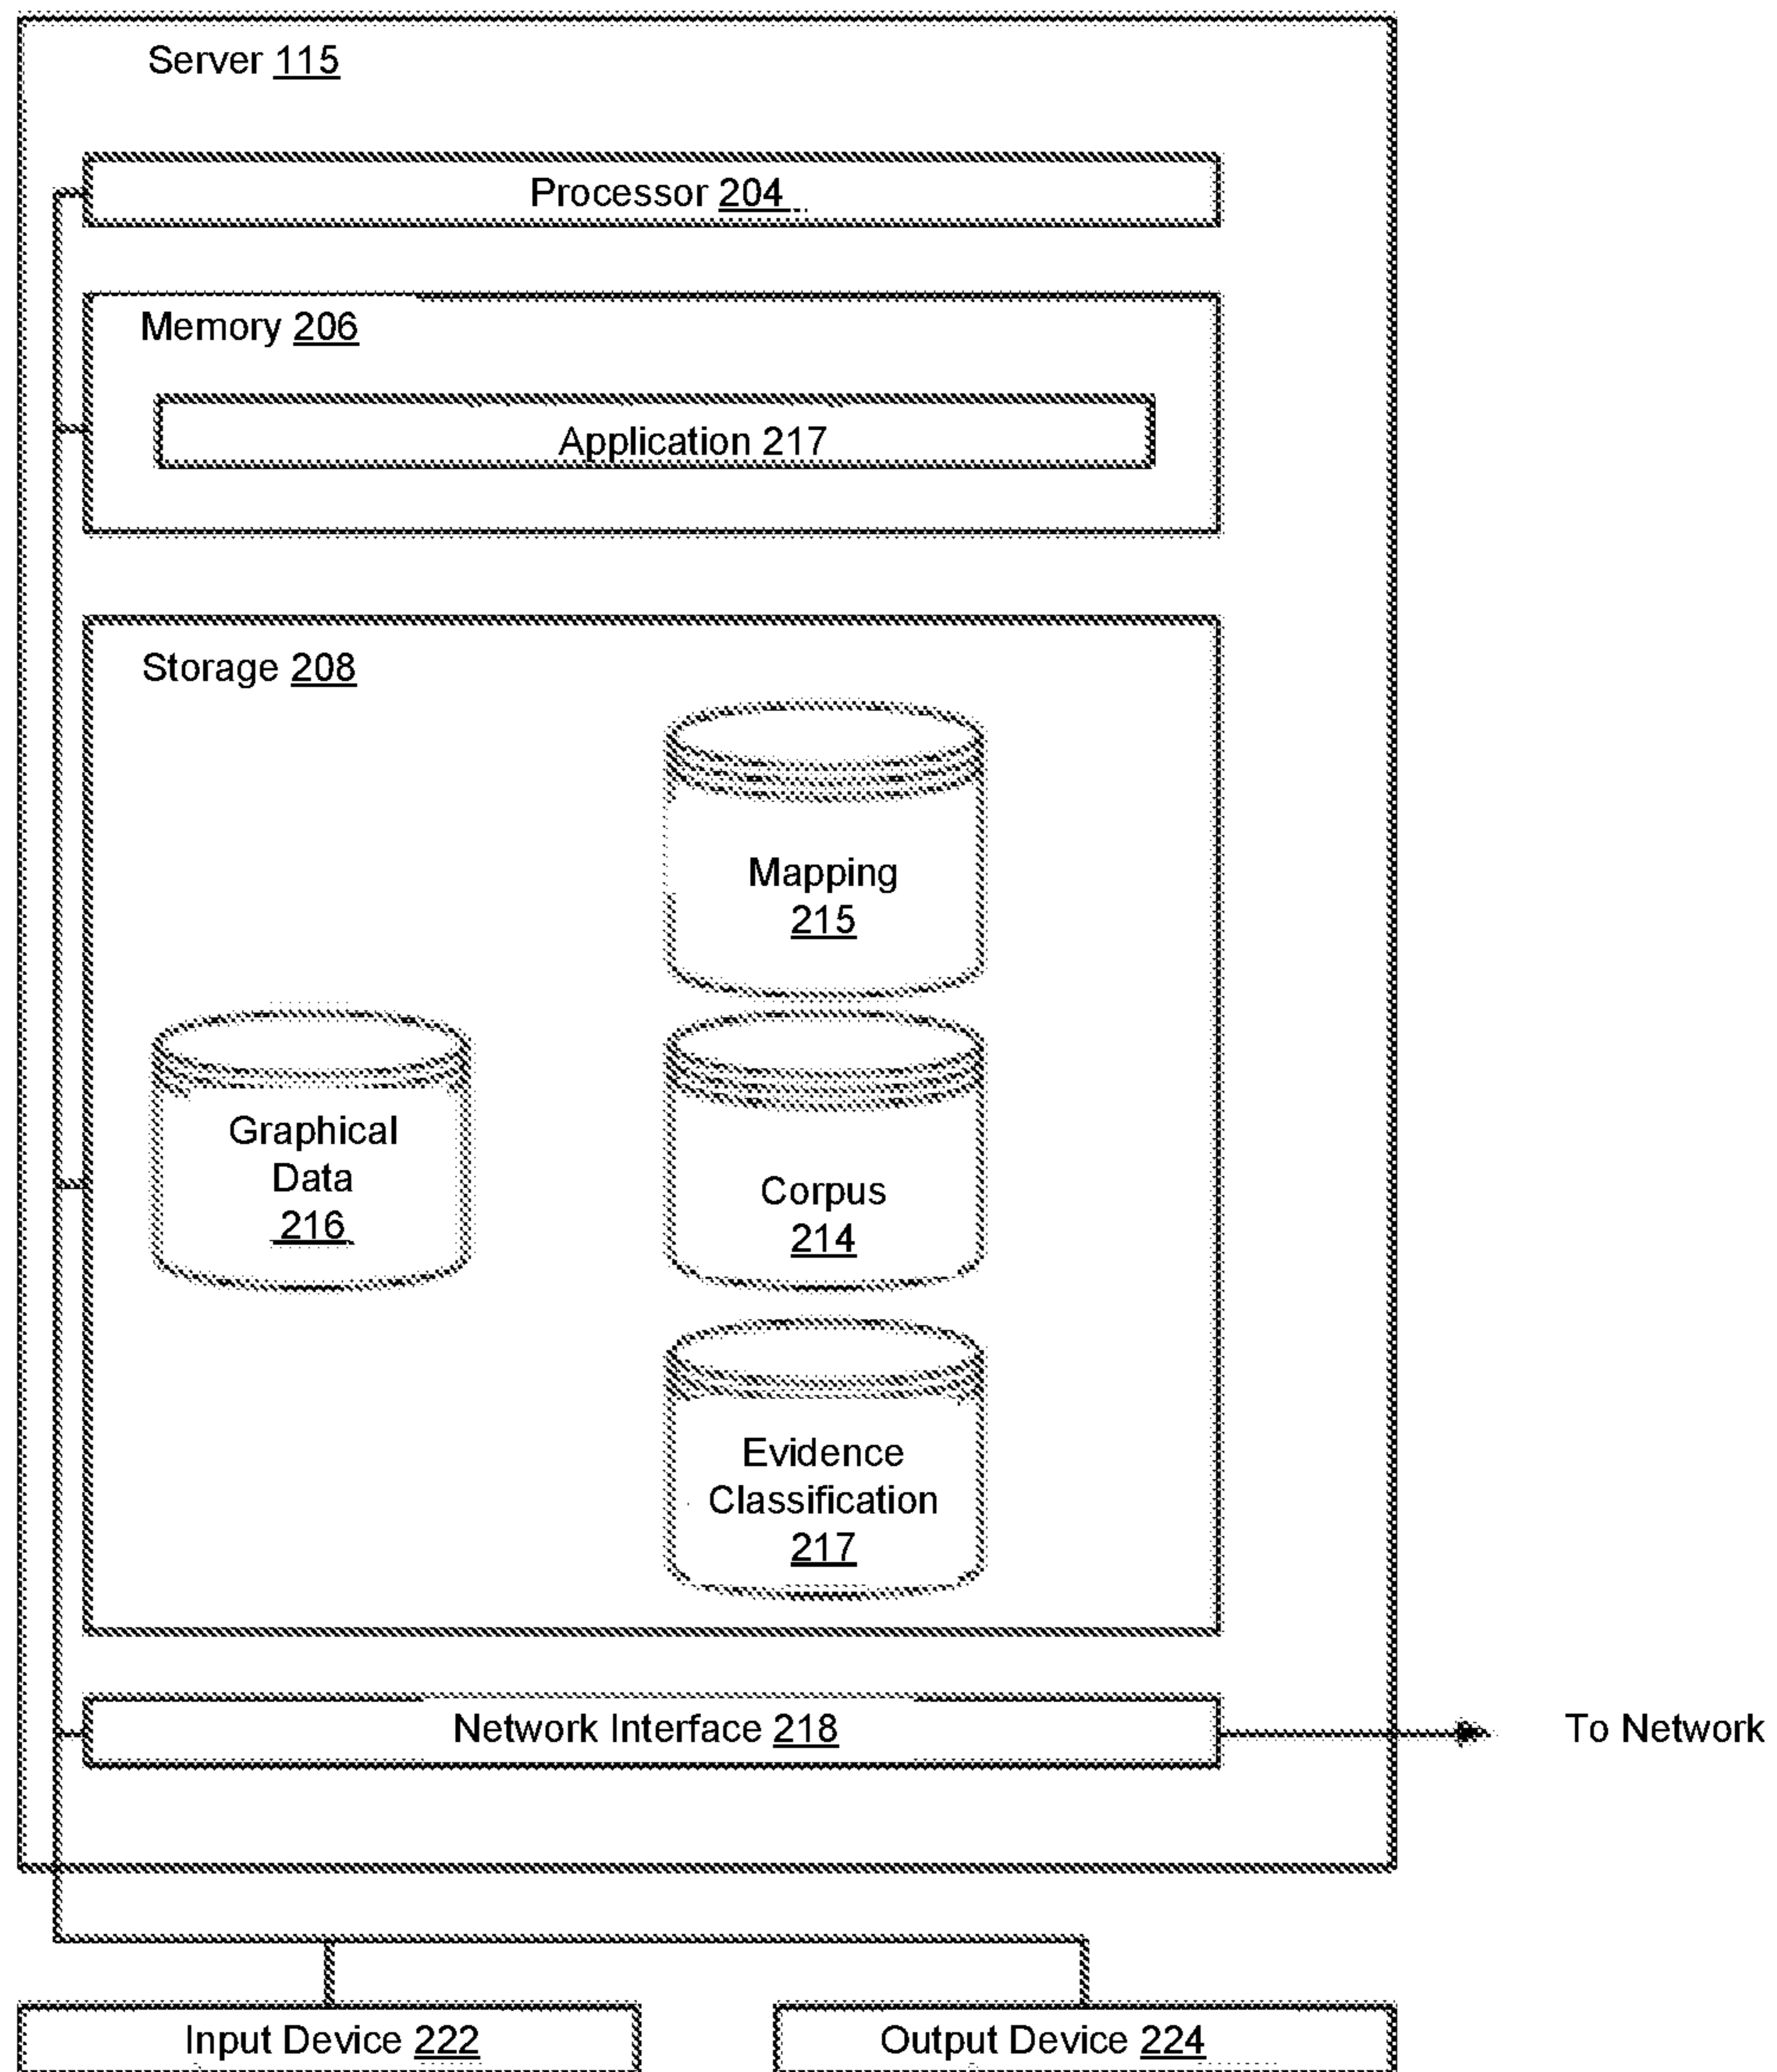 Server 115
Processor 204
Memory 206
Application 217
Storage 208
Mapping
215
Graphical
Data
216
Corpus
214
Evidence
Classification
217
Network Interface 218
To Network
Input Device 222
Output Device 224